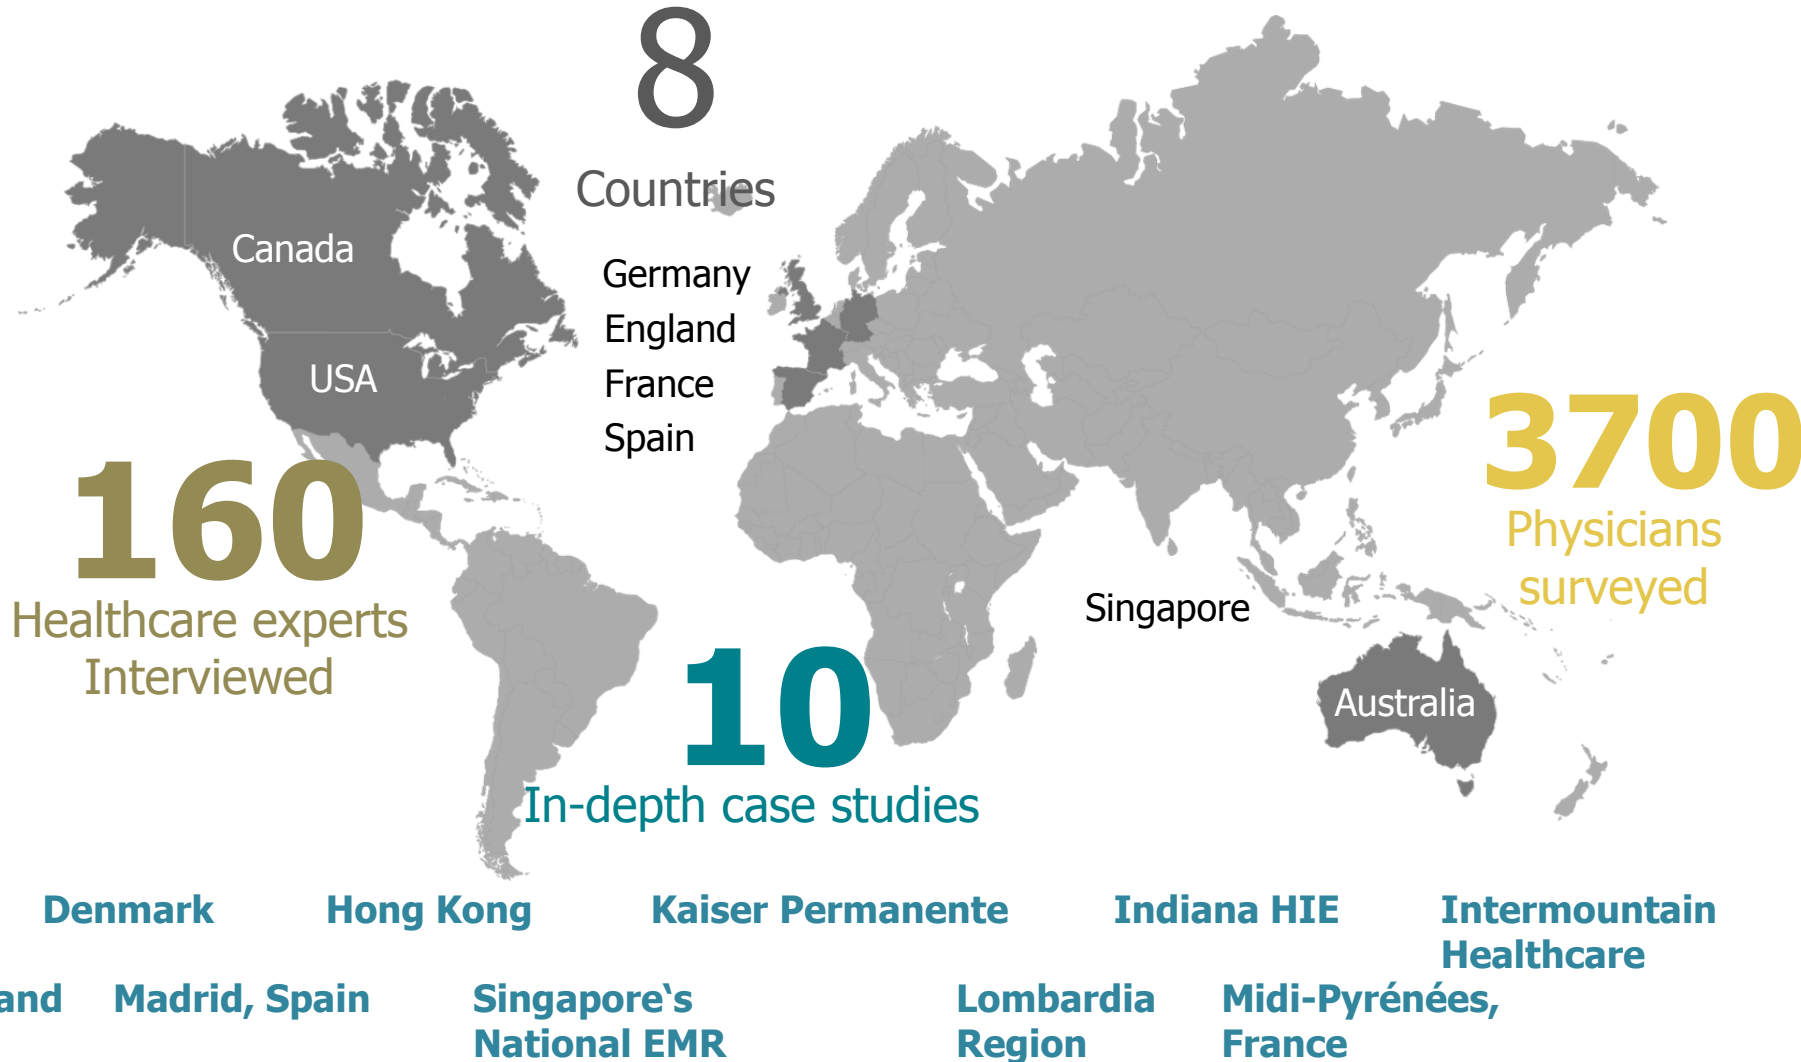 8
Countries
Canada
USA
Germany
England
France
Spain
3700
Physicians
surveyed
160
Healthcare experts
Interviewed
Singapore
10
In-depth case studies
Australia
Denmark
Hong Kong
Kaiser Permanente
Indiana HIE
Intermountain
Healthcare
Madrid, Spain
Singapore‘s
National EMR
Lombardia
Region
Midi-Pyrénées,
France